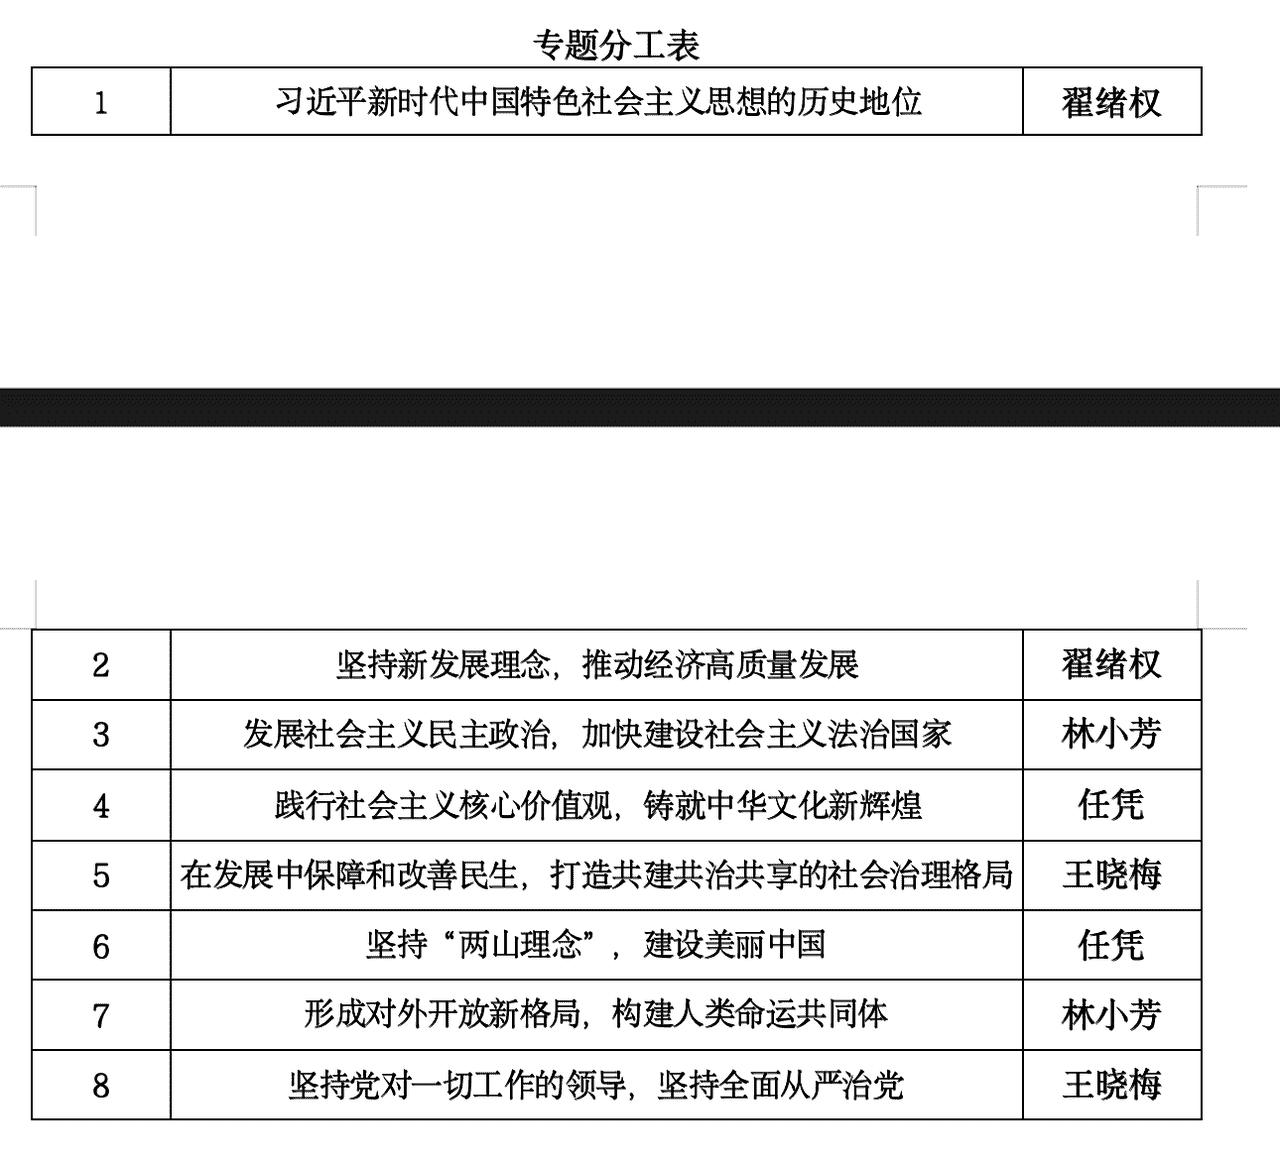 专题分工表
1 习近平新时代中国特色社会主义思想的历史地位 翟绪权
2 坚持新发展理念，推动经济高质量发展 翟绪权
3 发展社会主义民主政治，加快建设社会主义法治国家 林小芳
4 践行社会主义核心价值观，铸就中华文化新辉煌 任凭
5 在发展中保障和改善民生，打造共建共治共享的社会治理格局 王晓梅
6 坚持“两山理念”，建设美丽中国 任凭
7 形成对外开放新格局，构建人类命运共同体 林小芳
8 坚持党对一切工作的领导，坚持全面从严治党 王晓梅